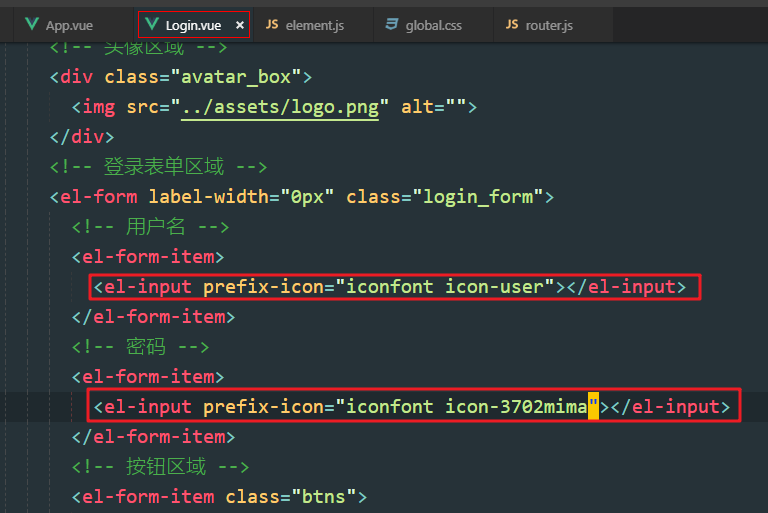 App.vue Login.vue × JS element.js global.css JS router.js
<!-- 头像区域 -->
<div class="avatar_box">
<img src="../assets/logo.png" alt="">
</div>
<!-- 登录表单区域 -->
<el-form label-width="0px" class="login_form">
<!-- 用户名 -->
<el-form-item>
<el-input prefix-icon="iconfont icon-user"></el-input>
</el-form-item>
<!-- 密码 -->
<el-form-item>
<el-input prefix-icon="iconfont icon-3702mima"></el-input>
</el-form-item>
<!-- 按钮区域 -->
<el-form-item class="btns">